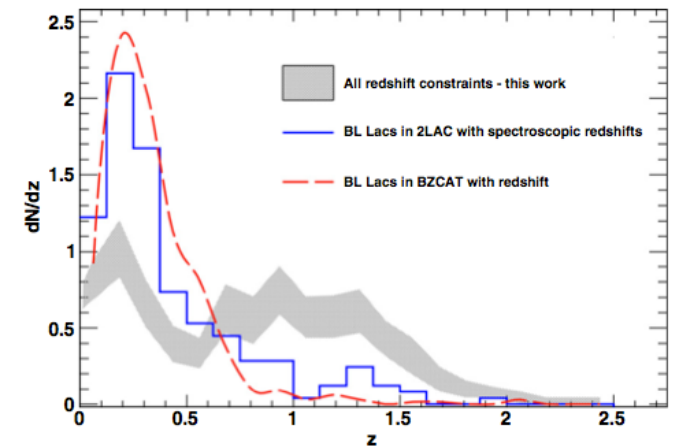 2.5
2
1.5
1
0.5
0
dN/dz
All redshift constraints - this work
BL Lacs in 2LAC with spectroscopic redshifts
BL Lacs in BZCAT with redshift
0 0.5 1 1.5 2 2.5
z